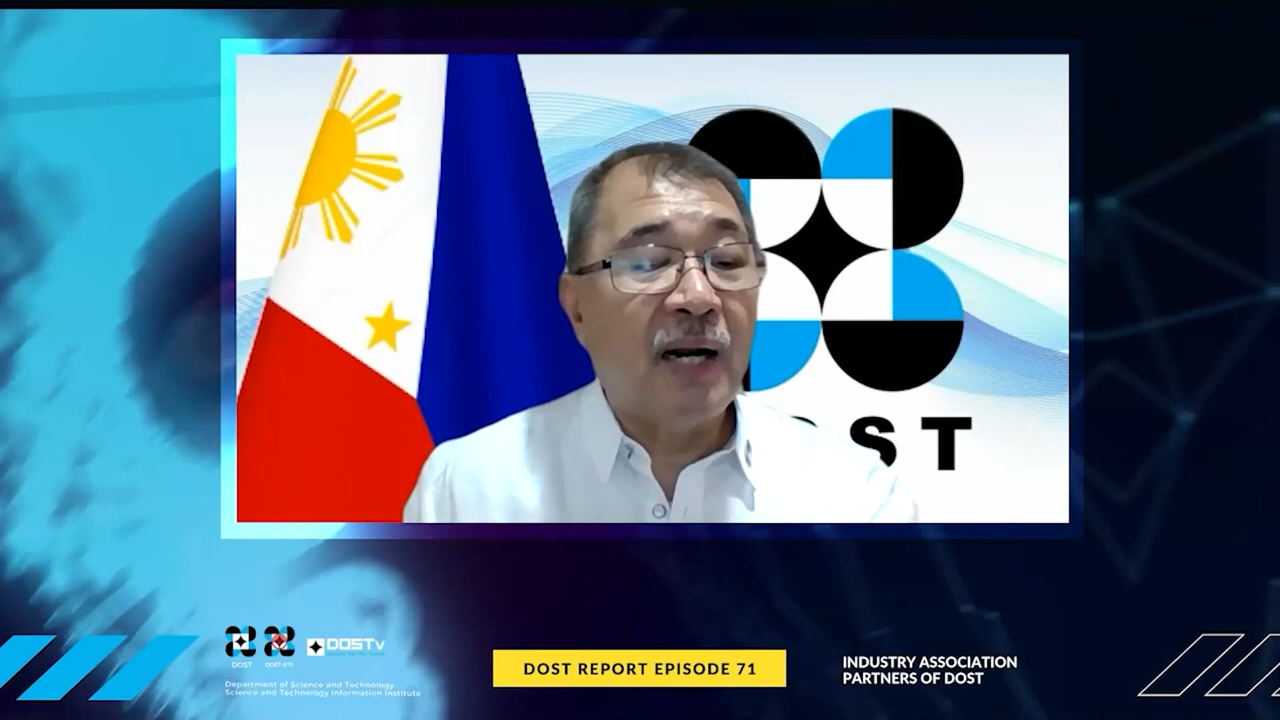 S T
DOST
DOST-STII
DOSTv
Department of Science and Technology
Science and Technology Information Institute
DOST REPORT EPISODE 71
INDUSTRY ASSOCIATION
PARTNERS OF DOST